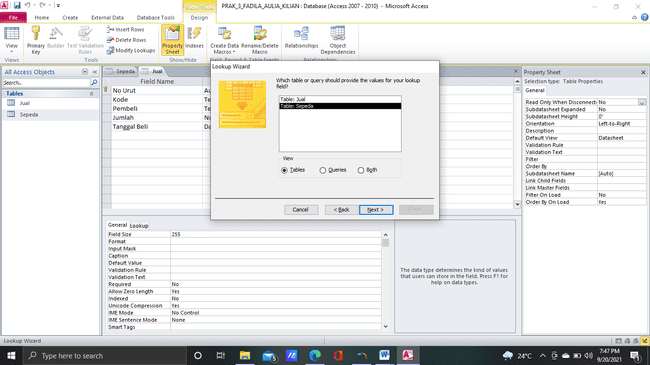 Table Tools
PRAK_3_FADILA_AULIA_KILIAN : Database (Access 2007 - 2010) - Microsoft Access
File Home Create External Data Database Tools Design
View
Primary Key
Builder
Test Validation Rules
Insert Rows
Delete Rows
Modify Lookups
Property Sheet
Indexes
Create Data Macros
Rename/Delete Macro
Relationships
Object Dependencies
Views
Tools
Show/Hide
Field, Record & Table Events
Relationships
All Access Objects
Search...
Tables
Jual
Sepeda
Sepeda Jual
Field Name
No Urut
Kode
Pembeli
Jumlah
Tanggal Beli
Lookup Wizard
Which table or query should provide the values for your lookup
field?
Table: Jual
Table: Sepeda
View
Tables Queries Both
Cancel < Back Next >
Property Sheet
Selection type: Table Properties
Read Only When Disconnect No
Subdatasheet Expanded No
Subdatasheet Height 0"
Orientation Left-to-Right
Description
Default View Datasheet
Validation Rule
Validation Text
Filter
Order By
Subdatasheet Name [Auto]
Link Child Fields
Link Master Fields
Filter On Load No
Order By On Load Yes
General Lookup
Field Size 255
Format
Input Mask
Caption
Default Value
Validation Rule
Validation Text
Required No
Allow Zero Length Yes
Indexed No
Unicode Compression Yes
IME Mode No Control
IME Sentence Mode None
Smart Tags
The data type determines the kind of values
that users can store in the field. Press F1 for
help on data types.
Lookup Wizard
Type here to search
24°C
7:47 PM
9/20/2021